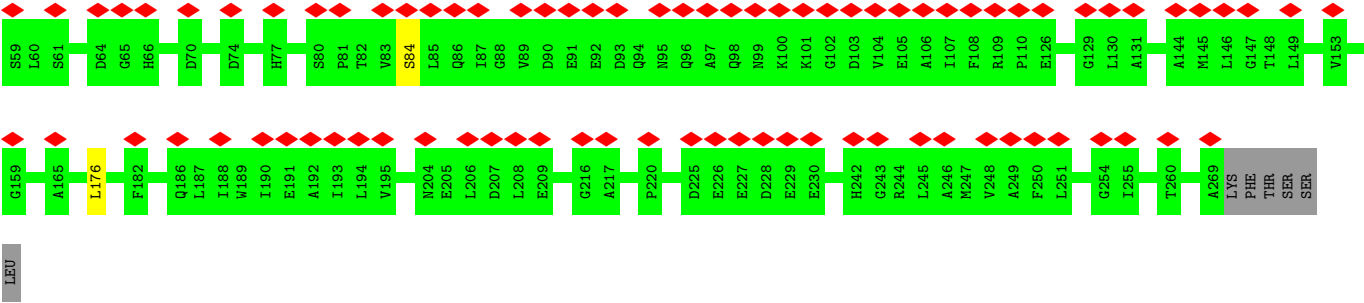 S59 L60 S61 D64 G65 H66 D70 D74 H77 S80 P81 T82 V83 S84 L85 Q86 I87 G88 V89 D90 E91 E92 D93 Q94 N95 Q96 A97 Q98 N99 K100 K101 G102 D103 V104 E105 A106 I107 F108 R109 P110 E126 G129 L130 A131 A144 M145 L146 G147 T148 L149 V153
G159 A165 L176 F182 Q186 L187 I188 W189 I190 E191 A192 I193 L194 V195 N204 E205 L206 D207 L208 E209 G216 A217 P220 D225 E226 E227 D228 E229 E230 H242 G243 R244 L245 A246 M247 V248 A249 F250 L251 G254 I255 T260 A269 LYS PHE THR SER SER
LEU